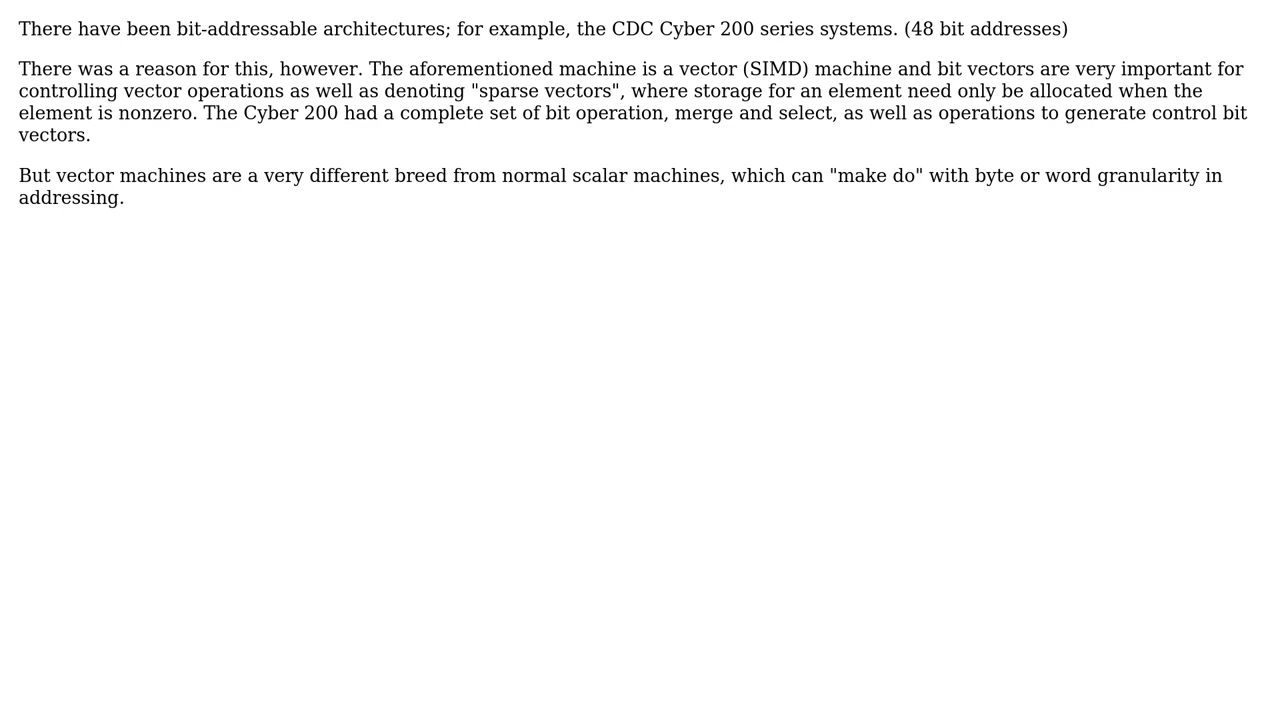 There have been bit-addressable architectures; for example, the CDC Cyber 200 series systems. (48 bit addresses)
There was a reason for this, however. The aforementioned machine is a vector (SIMD) machine and bit vectors are very important for
controlling vector operations as well as denoting "sparse vectors", where storage for an element need only be allocated when the
element is nonzero. The Cyber 200 had a complete set of bit operation, merge and select, as well as operations to generate control bit
vectors.
But vector machines are a very different breed from normal scalar machines, which can "make do" with byte or word granularity in
addressing.